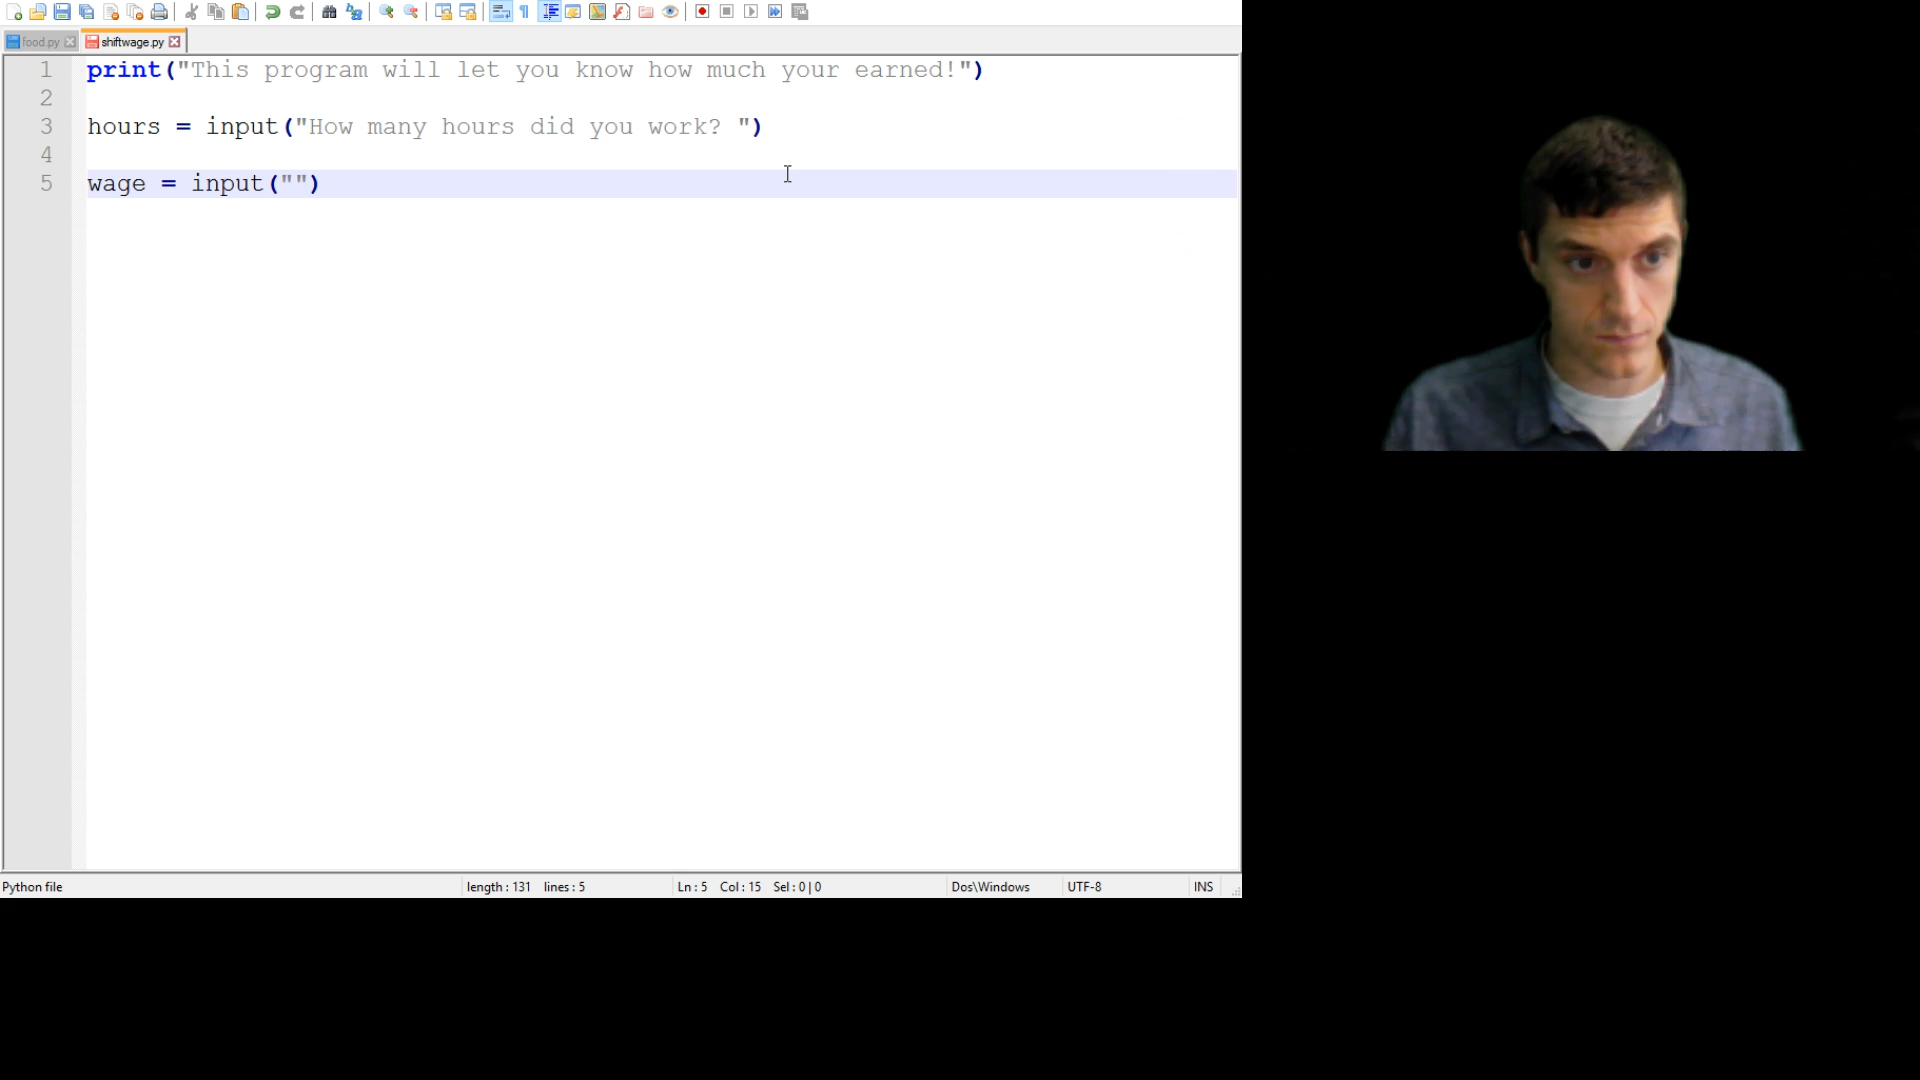 food.py
shiftwage.py
1 print("This program will let you know how much your earned!")
2
3 hours = input("How many hours did you work? ")
4
5 wage = input("")
Python file
length : 131 lines : 5
Ln : 5 Col : 15 Sel : 0 | 0
Dos\Windows
UTF-8
INS